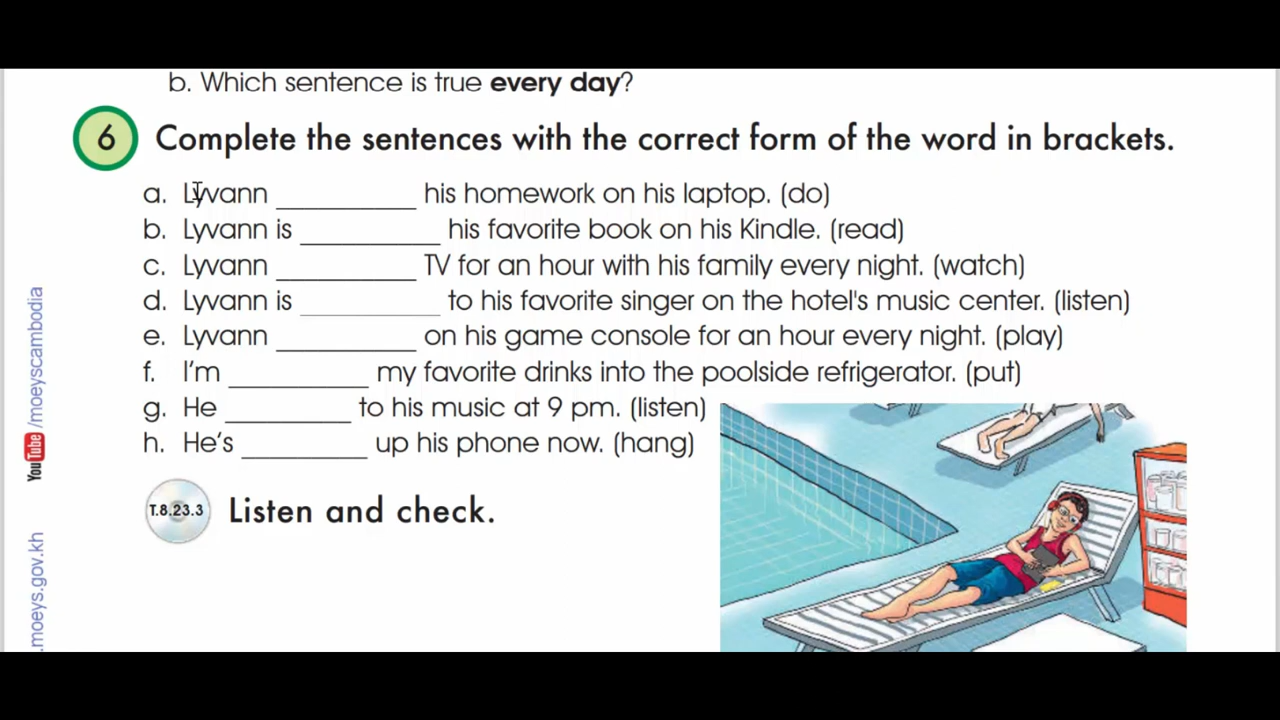 b. Which sentence is true every day?
6 Complete the sentences with the correct form of the word in brackets.
a. Lyvann __________ his homework on his laptop. (do)
b. Lyvann is __________ his favorite book on his Kindle. (read)
c. Lyvann __________ TV for an hour with his family every night. (watch)
d. Lyvann is __________ to his favorite singer on the hotel's music center. (listen)
e. Lyvann __________ on his game console for an hour every night. (play)
f. I'm __________ my favorite drinks into the poolside refrigerator. (put)
g. He _________ to his music at 9 pm. (listen)
h. He's _________ up his phone now. (hang)
T.8.23.3 Listen and check.
YouTube /moeyscambodia
.moeys.gov.kh